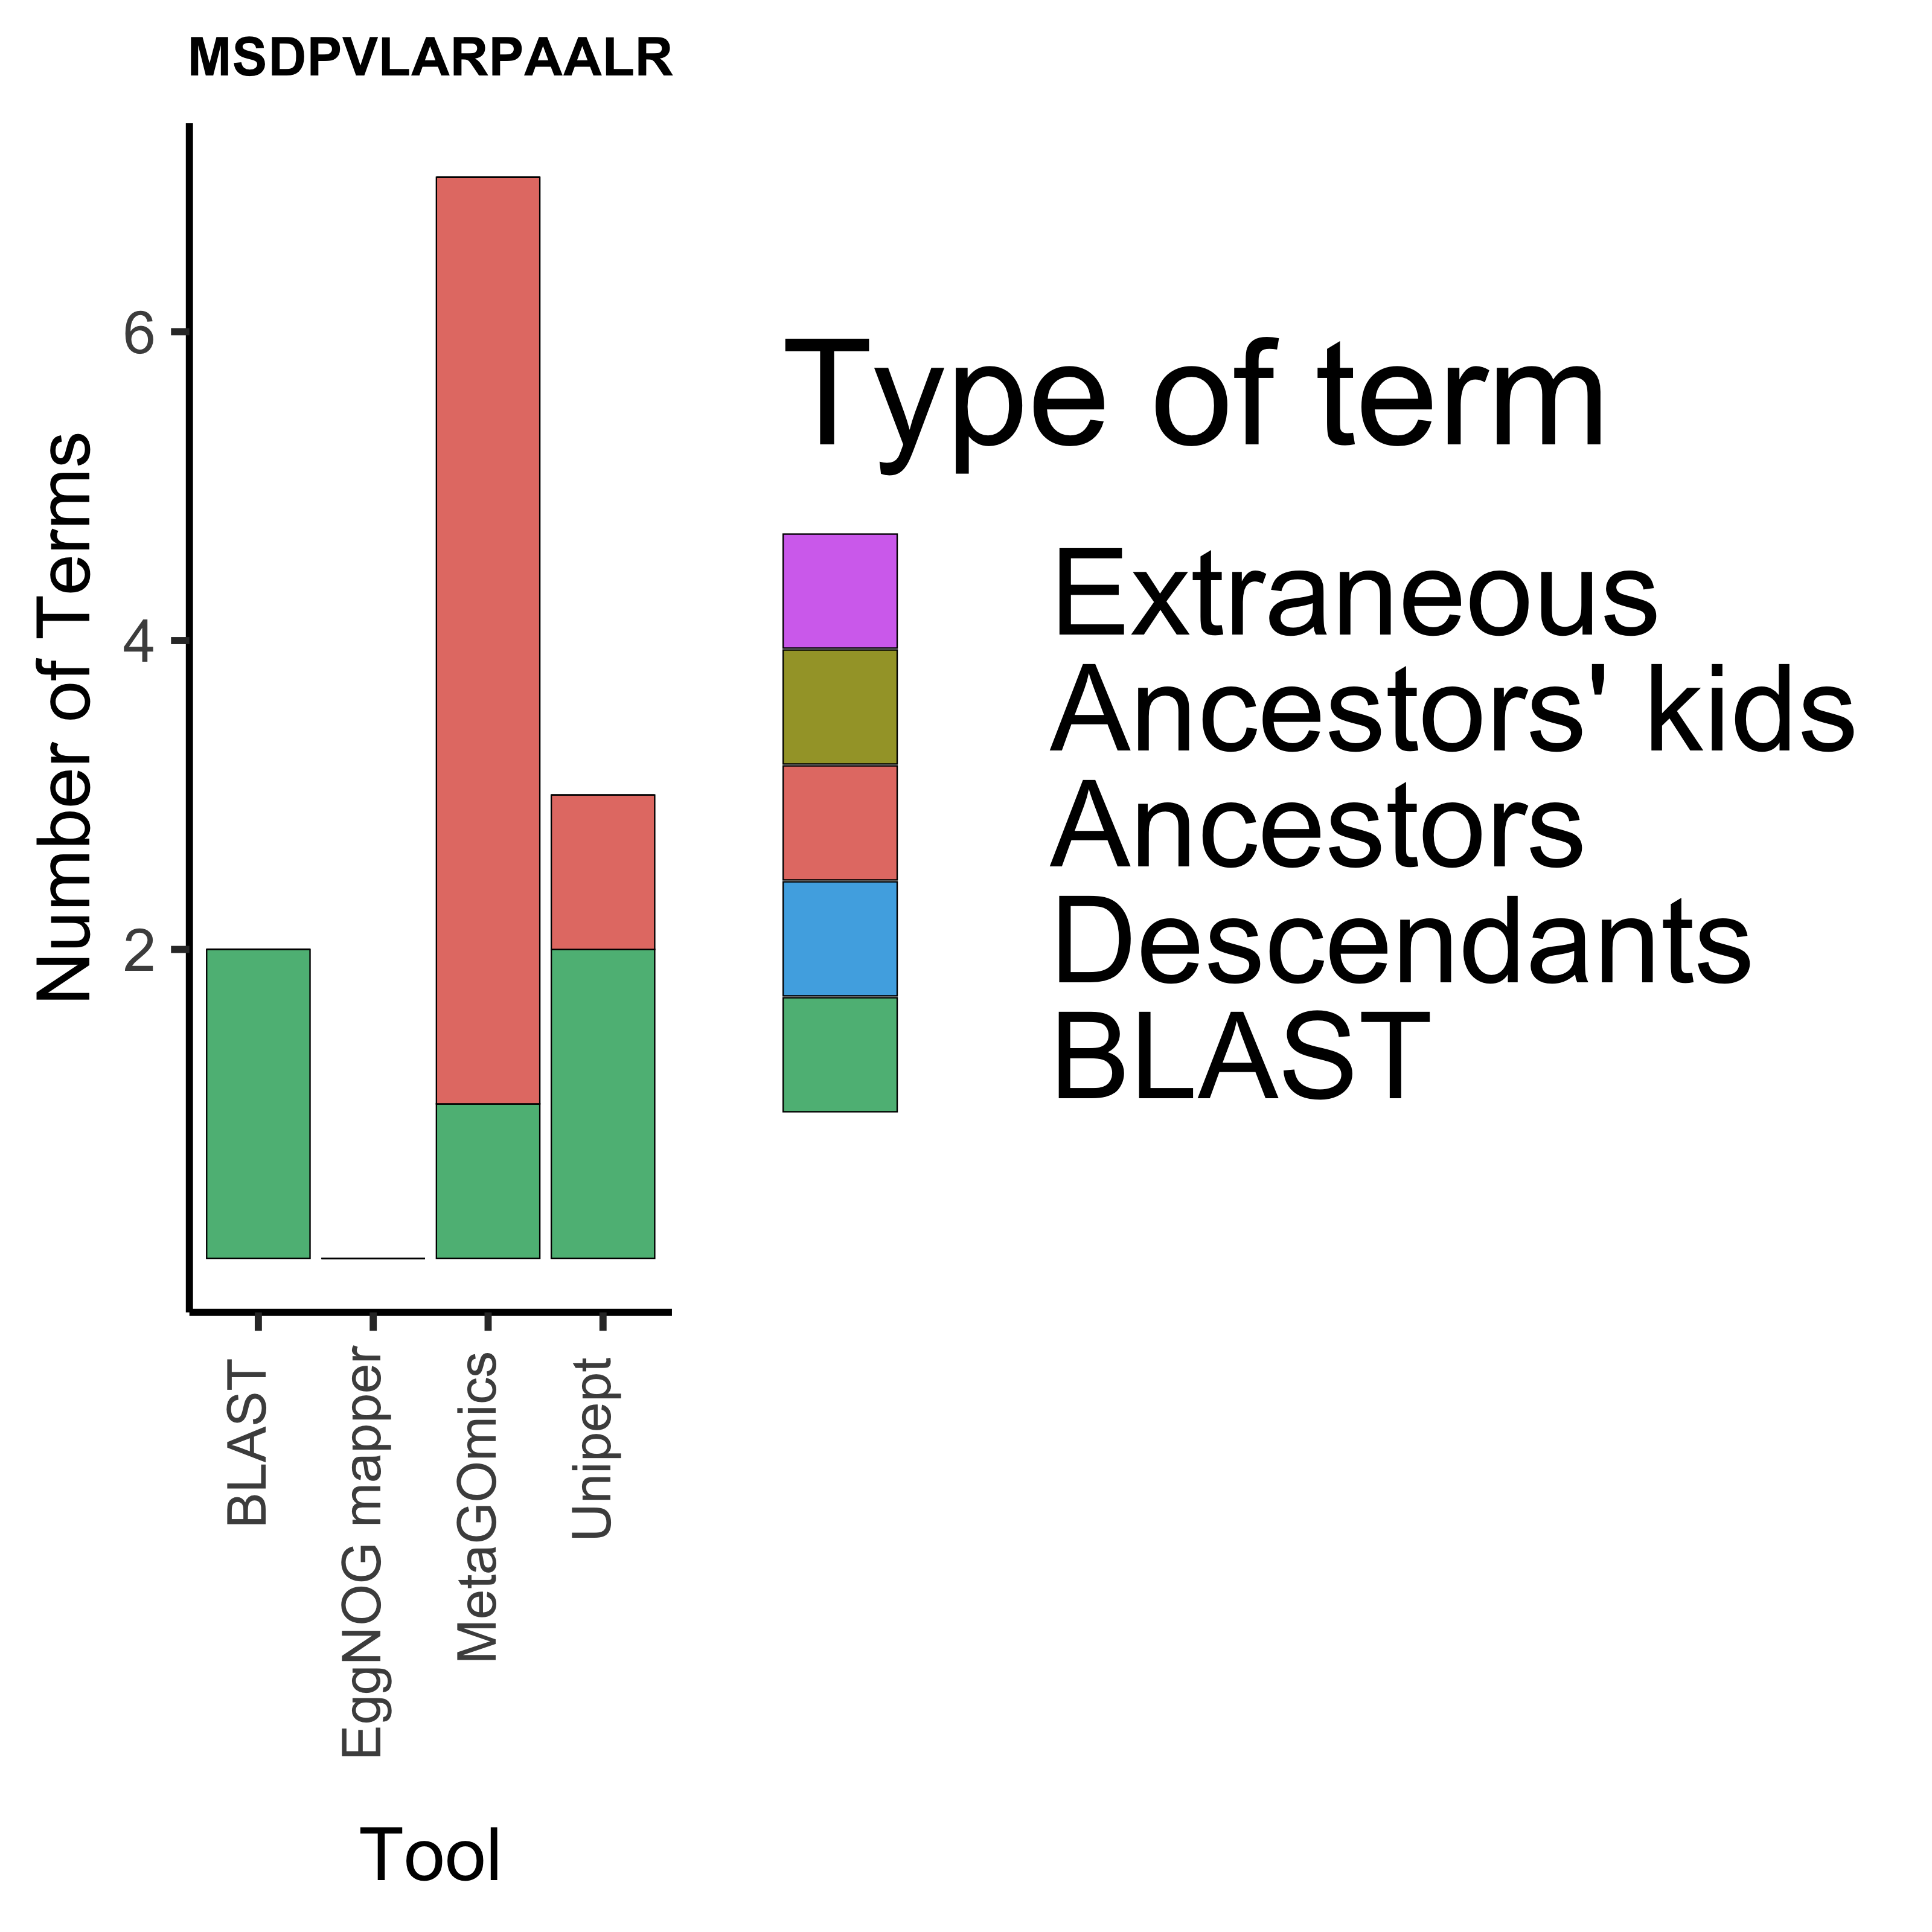 MSDPVLARPAALR
Number of Terms
6
4
2
BLAST
EggNOG mapper
MetaGOmics
Unipept
Tool
Type of term
Extraneous
Ancestors' kids
Ancestors
Descendants
BLAST